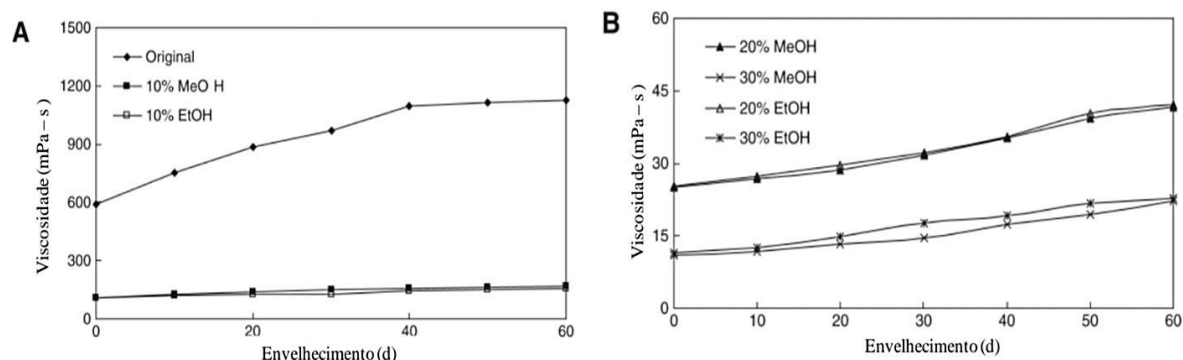 A
1500
1200
900
600
300
0
Viscosidade (mPa – s)
Original
10% MeO H
10% EtOH
0 20 40 60
Envelhecimento (d)
B
60
45
30
15
0
Viscosidade (mPa – s)
20% MeOH
30% MeOH
20% EtOH
30% EtOH
0 10 20 30 40 50 60
Envelhecimento (d)